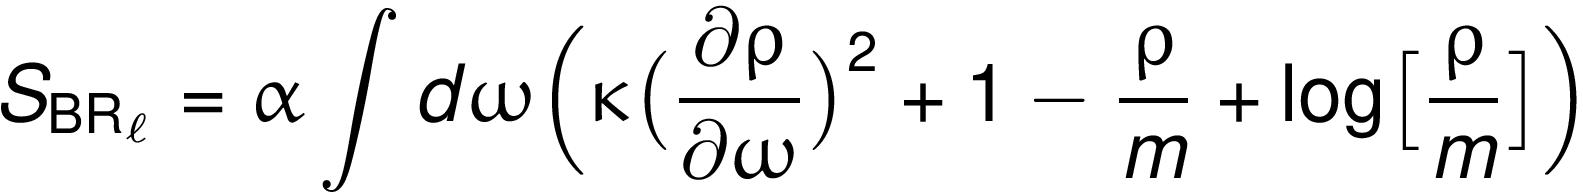 S_{BR_ℓ} = α ∫ dω (κ(∂ρ/∂ω)² + 1 − ρ/m + log[ρ/m])